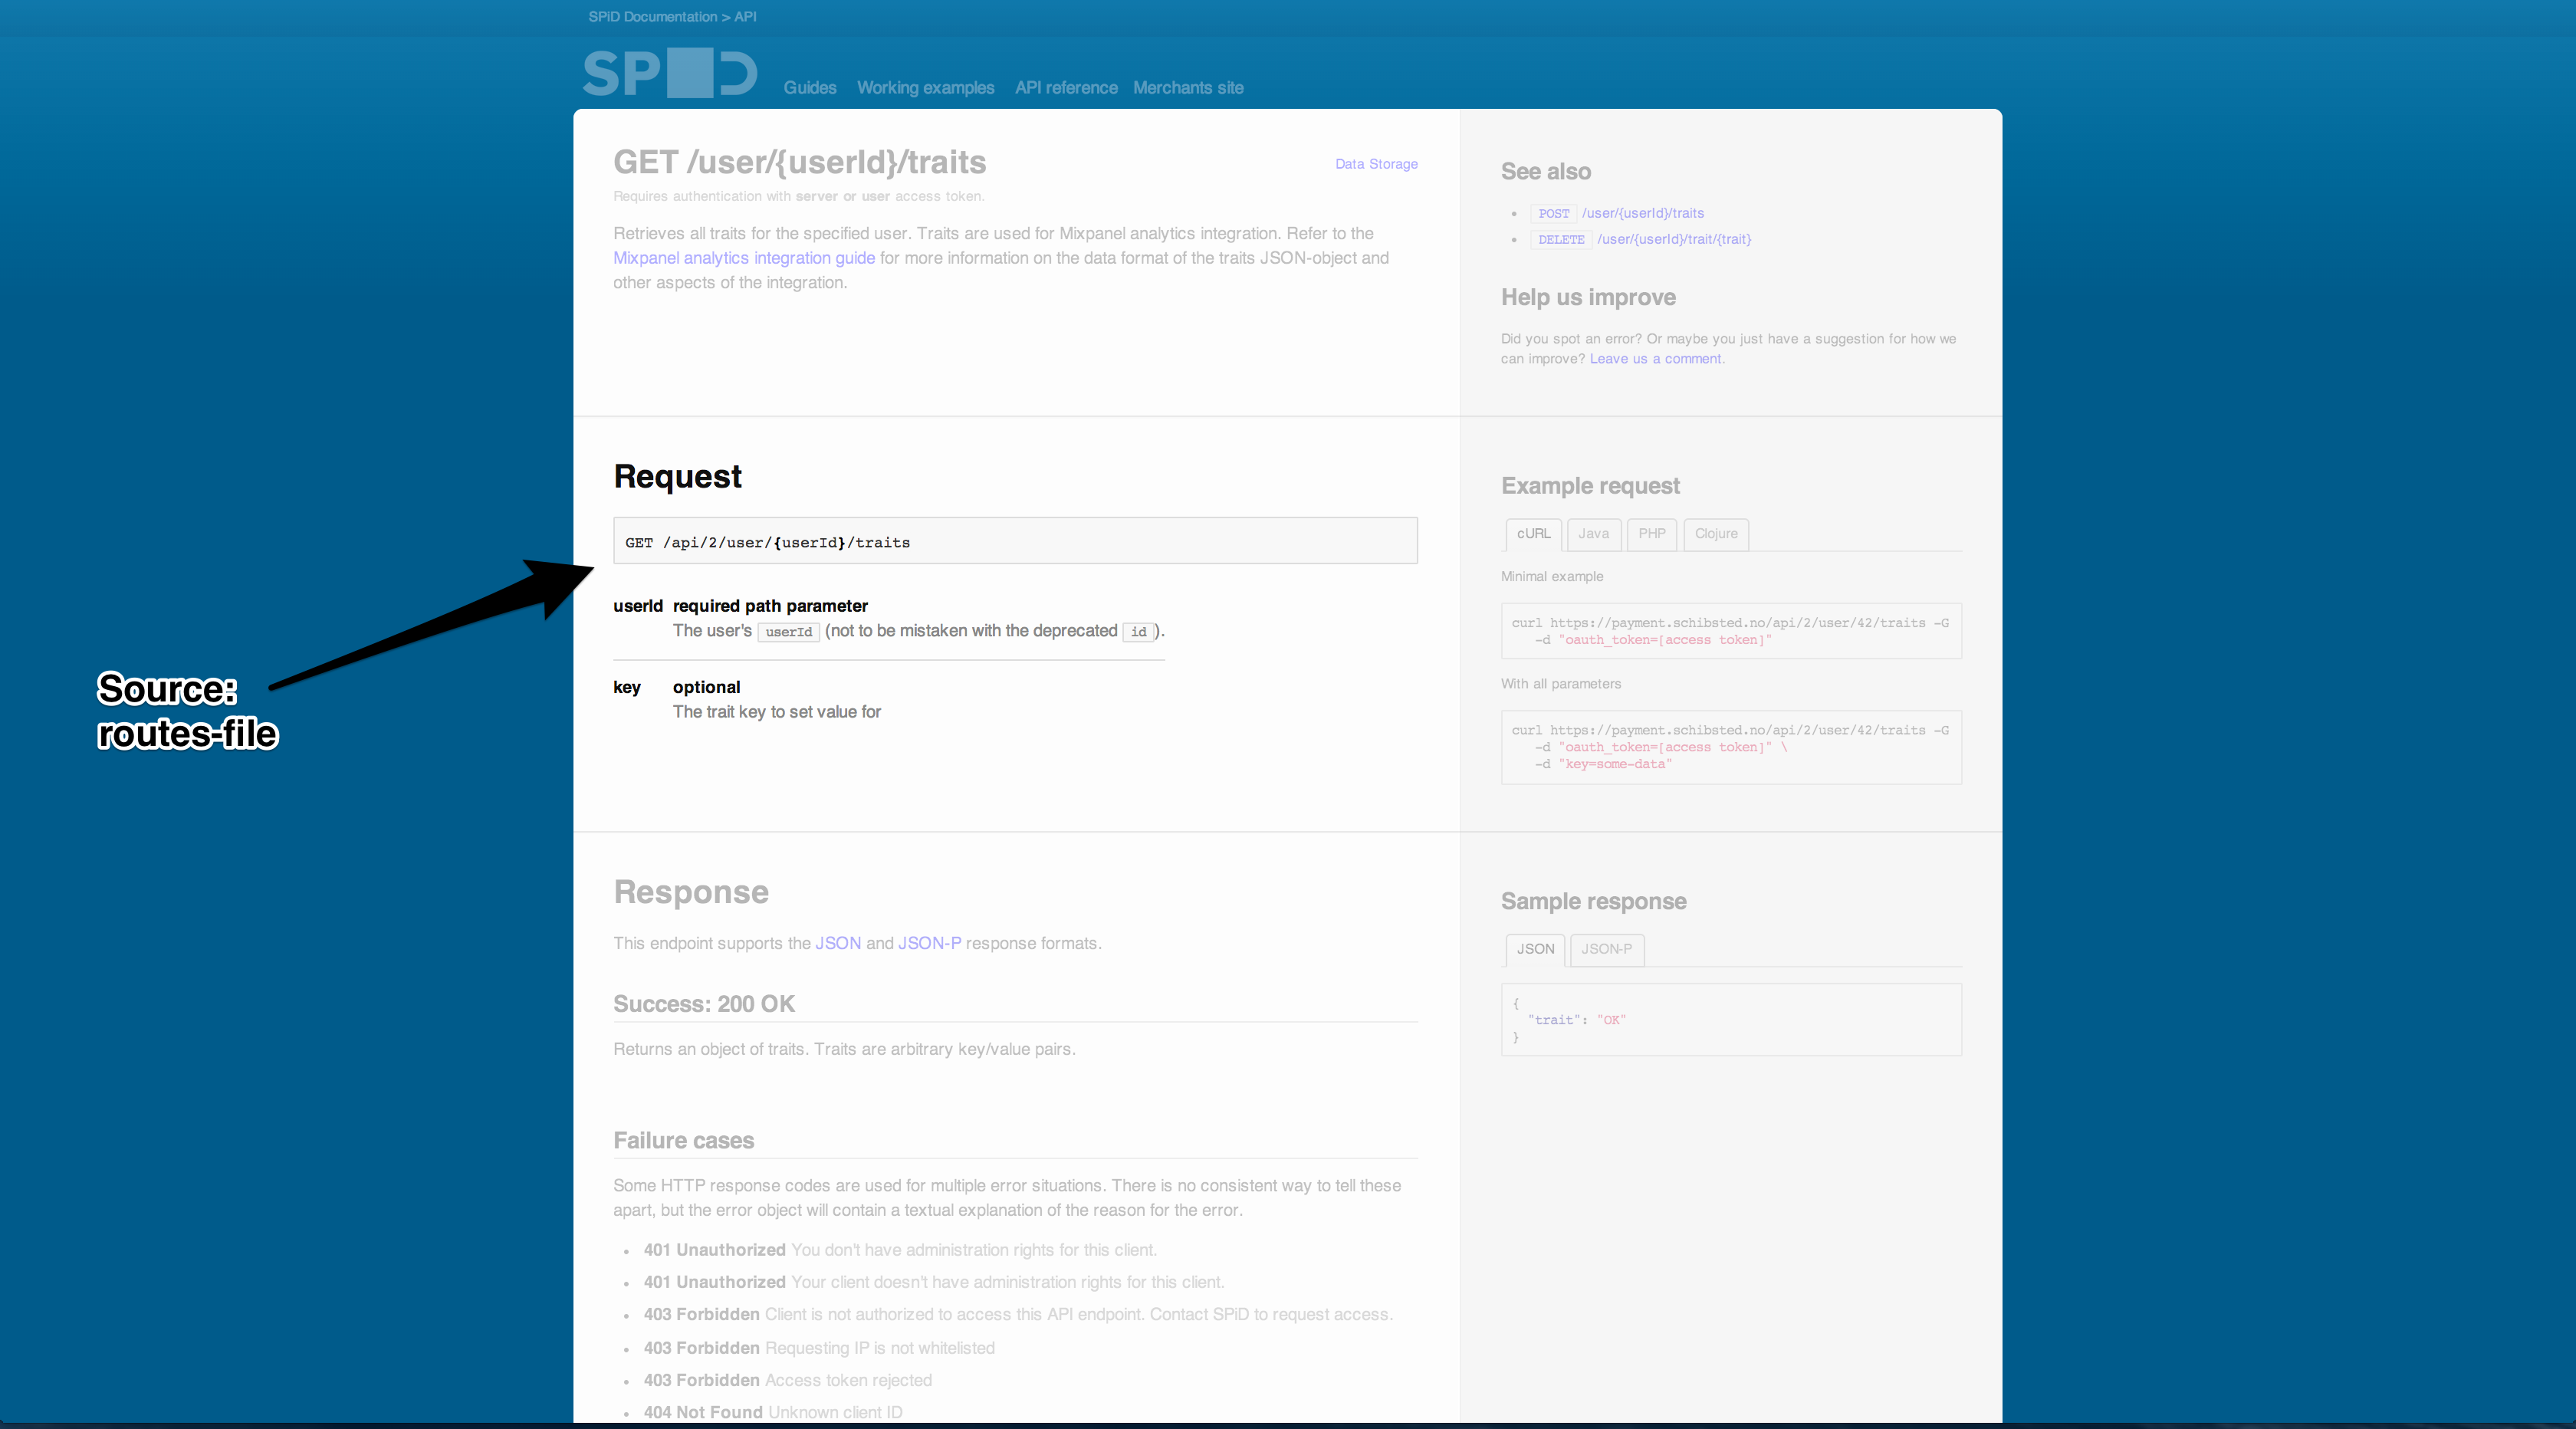 SPiD Documentation > API
SP D
Guides Working examples API reference Merchants site
GET /user/{userId}/traits
Data Storage
Requires authentication with server or user access token.
Retrieves all traits for the specified user. Traits are used for Mixpanel analytics integration. Refer to the
Mixpanel analytics integration guide for more information on the data format of the traits JSON-object and
other aspects of the integration.
See also
• POST /user/{userId}/traits
• DELETE /user/{userId}/trait/{trait}
Help us improve
Did you spot an error? Or maybe you just have a suggestion for how we
can improve? Leave us a comment.
Request
GET /api/2/user/{userId}/traits
userId required path parameter
The user's userId (not to be mistaken with the deprecated id).
key optional
The trait key to set value for
Source:
routes-file
Example request
cURL Java PHP Clojure
Minimal example
curl https://payment.schibsted.no/api/2/user/42/traits -G
-d "oauth_token=[access token]"
With all parameters
curl https://payment.schibsted.no/api/2/user/42/traits -G
-d "oauth_token=[access token]" \
-d "key=some-data"
Response
This endpoint supports the JSON and JSON-P response formats.
Success: 200 OK
Returns an object of traits. Traits are arbitrary key/value pairs.
Failure cases
Some HTTP response codes are used for multiple error situations. There is no consistent way to tell these
apart, but the error object will contain a textual explanation of the reason for the error.
• 401 Unauthorized You don't have administration rights for this client.
• 401 Unauthorized Your client doesn't have administration rights for this client.
• 403 Forbidden Client is not authorized to access this API endpoint. Contact SPiD to request access.
• 403 Forbidden Requesting IP is not whitelisted
• 403 Forbidden Access token rejected
• 404 Not Found Unknown client ID
Sample response
JSON JSON-P
{
"trait": "OK"
}